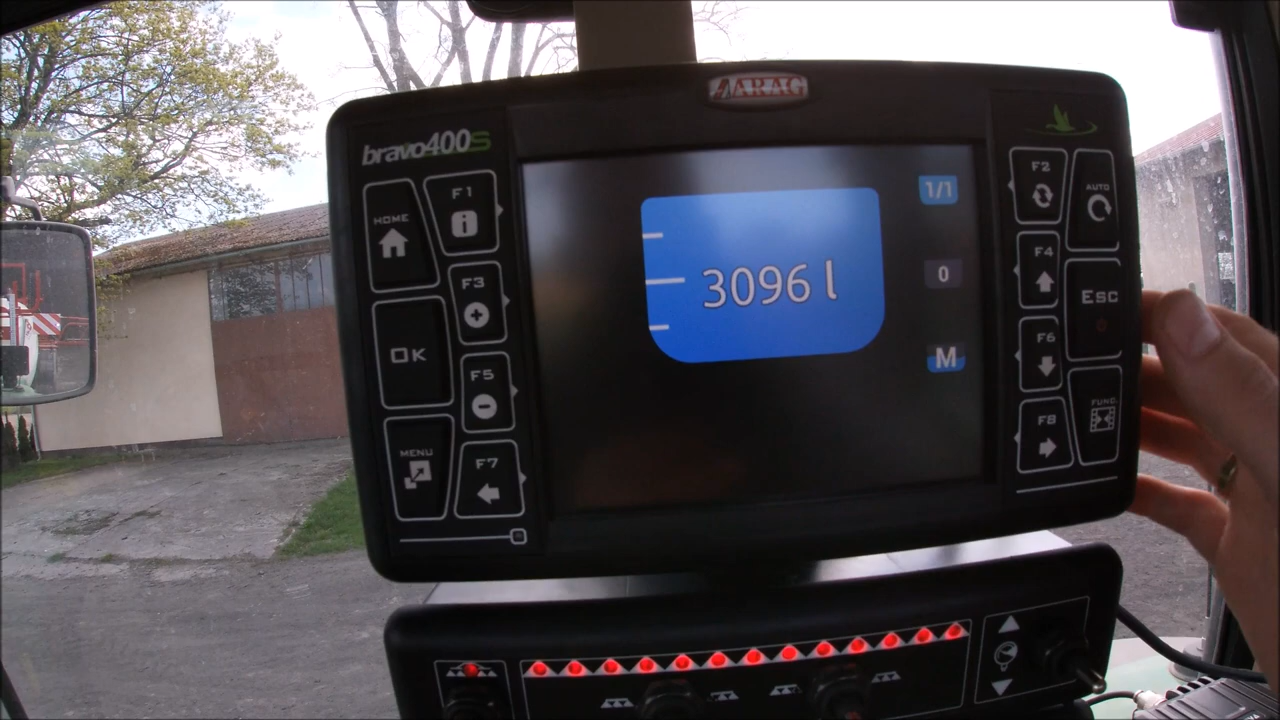 ARAG
bravo400S
HOME
F1
F3
OK
F5
MENU
F7
3096 l
1/1
0
M
F2
AUTO
F4
Esc
F6
FUNC.
F8